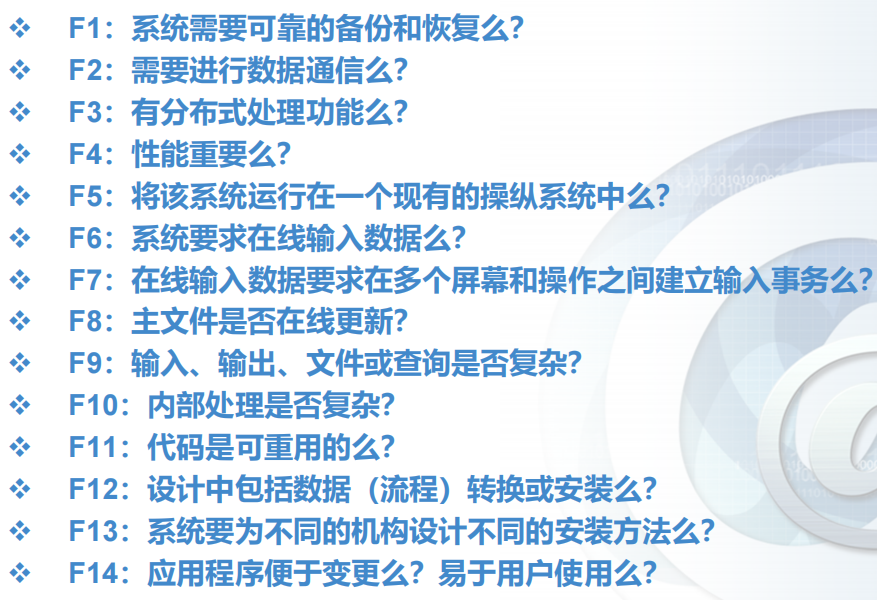 F1：系统需要可靠的备份和恢复么？
F2：需要进行数据通信么？
F3：有分布式处理功能么？
F4：性能重要么？
F5：将该系统运行在一个现有的操纵系统中么？
F6：系统要求在线输入数据么？
F7：在线输入数据要求在多个屏幕和操作之间建立输入事务么？
F8：主文件是否在线更新？
F9：输入、输出、文件或查询是否复杂？
F10：内部处理是否复杂？
F11：代码是可重用的么？
F12：设计中包括数据（流程）转换或安装么？
F13：系统要为不同的机构设计不同的安装方法么？
F14：应用程序便于变更么？易于用户使用么？